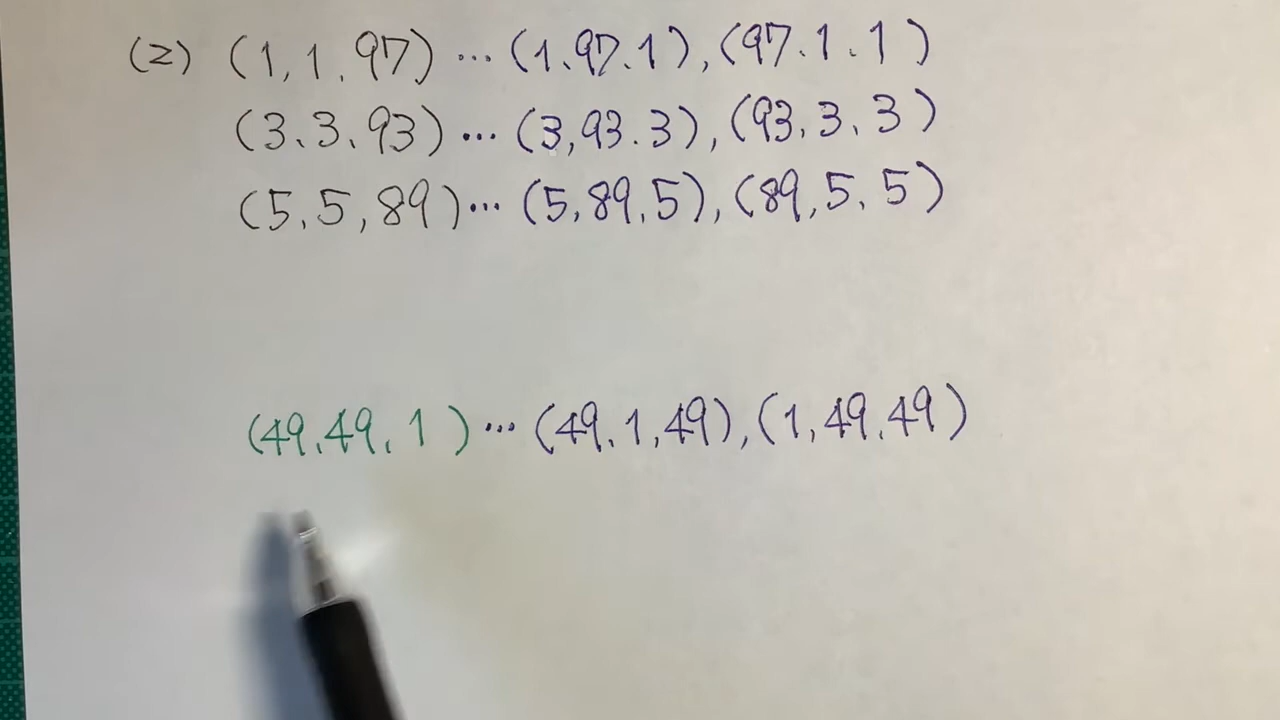 (2) (1, 1, 97) ··· (1.97.1), (97.1.1)
(3.3.93) ··· (3,93.3), (93.3.3)
(5.5,89) ··· (5,89,5), (89,5.5)
(49.49.1) ··· (49.1,49), (1,49.49)